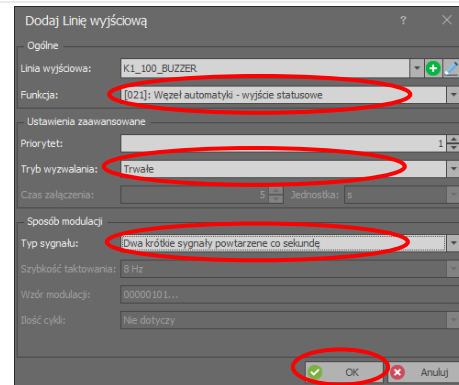 Dodaj Linię wyjściową
Ogólne
Linia wyjściowa: K1_100_BUZZER
Funkcja: [021]: Węzeł automatyki - wyjście statusowe
Ustawienia zaawansowane
Priorytet: 1
Tryb wyzwalania: Trwałe
Czas załączenia: 5 Jednostka: s
Sposób modulacji
Typ sygnału: Dwa krótkie sygnały powtarzene co sekundę
Szybkość taktowania: 8 Hz
Wzór modulacji: 00000101...
Ilość cykli: Nie dotyczy
OK Anuluj